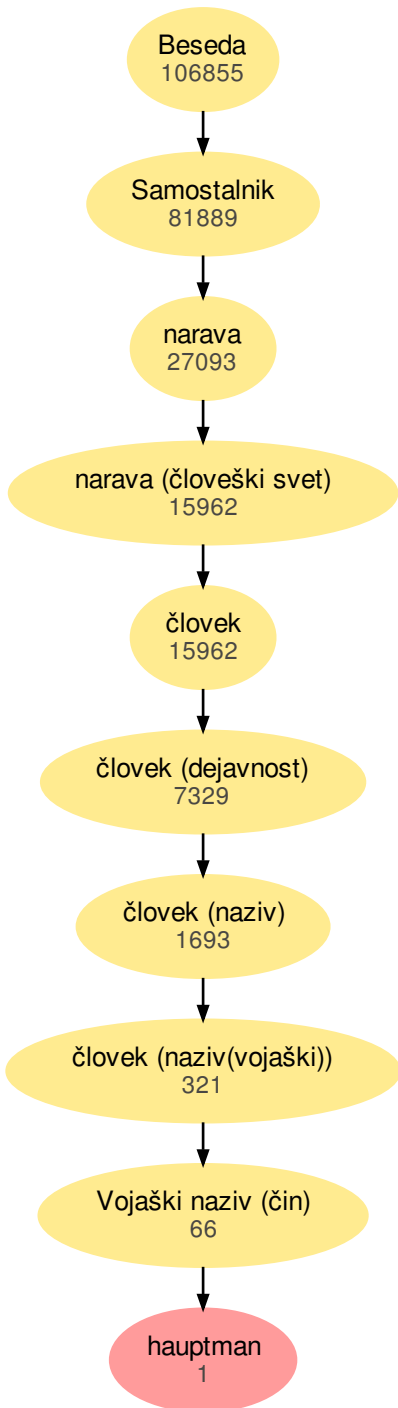 Beseda
106855
Samostalnik
81889
narava
27093
narava (človeški svet)
15962
človek
15962
človek (dejavnost)
7329
človek (naziv)
1693
človek (naziv(vojaški))
321
Vojaški naziv (čin)
66
hauptman
1